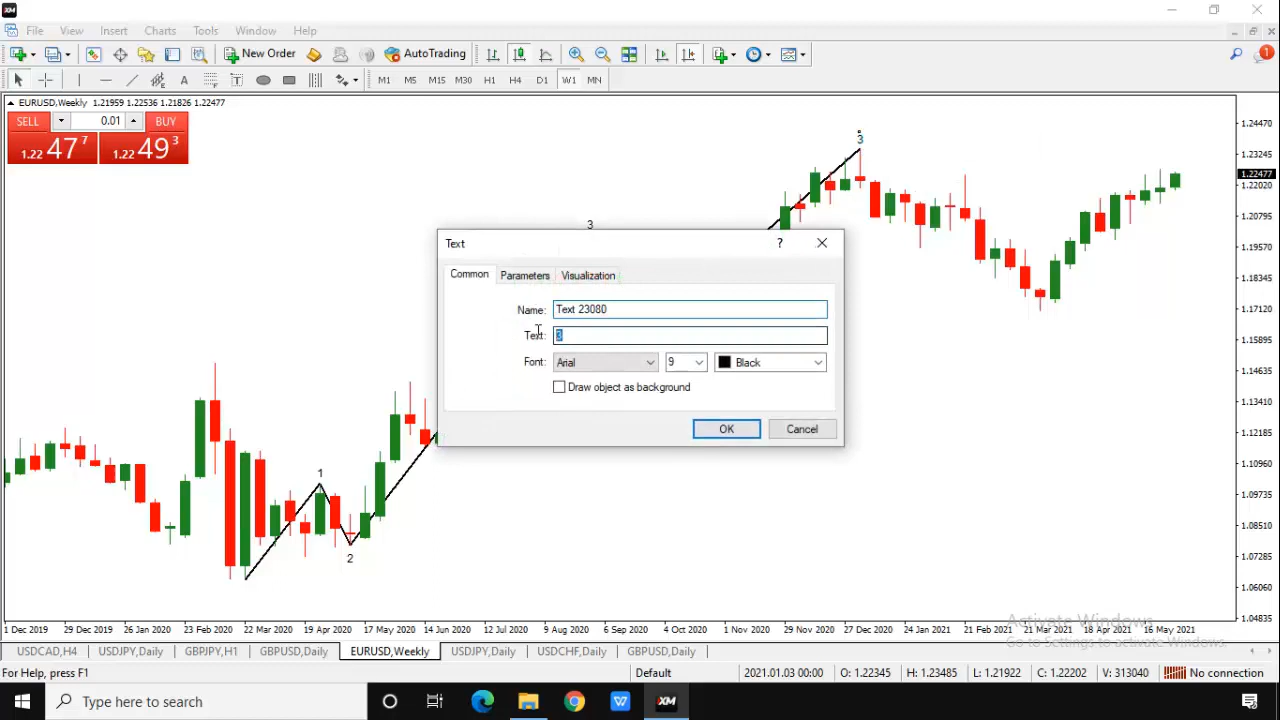 XM
File View Insert Charts Tools Window Help
New Order AutoTrading 1
A T M1 M5 M15 M30 H1 H4 D1 W1 MN
EURUSD,Weekly 1.21959 1.22536 1.21826 1.22477
SELL 0.01 BUY
1.22 47 7 1.22 49 3
3
3
1
2
1.24470
1.23245
1.22477
1.22020
1.20795
1.19570
1.18345
1.17120
1.15895
1.14635
1.13410
1.12185
1.10960
1.09735
1.08510
1.07285
1.06060
1.04835
Text ?
Common Parameters Visualization
Name: Text 23080
Text: 3
Font: Arial 9 Black
Draw object as background
OK Cancel
Activate Windows
Go to Settings to activate Windows.
1 Dec 2019 29 Dec 2019 26 Jan 2020 23 Feb 2020 22 Mar 2020 19 Apr 2020 17 May 2020 14 Jun 2020 12 Jul 2020 9 Aug 2020 6 Sep 2020 4 Oct 2020 1 Nov 2020 29 Nov 2020 27 Dec 2020 24 Jan 2021 21 Feb 2021 21 Mar 2021 18 Apr 2021 16 May 2021
USDCAD,H4 USDJPY,Daily GBPJPY,H1 GBPUSD,Daily EURUSD,Weekly USDJPY,Daily USDCHF,Daily GBPUSD,Daily
For Help, press F1 Default 2021.01.03 00:00 O: 1.22345 H: 1.23485 L: 1.21922 C: 1.22202 V: 313040 No connection
Type here to search XM